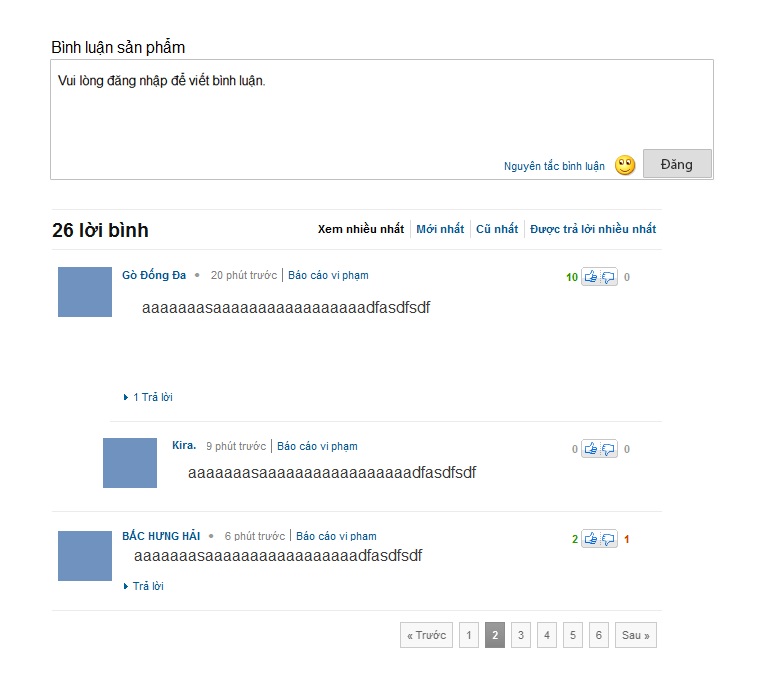 Bình luận sản phẩm
Vui lòng đăng nhập để viết bình luận.
Nguyên tắc bình luận Đăng
26 lời bình Xem nhiều nhất Mới nhất Cũ nhất Được trả lời nhiều nhất
Gò Đống Đa • 20 phút trước | Báo cáo vi phạm 10 0
aaaaaaasaaaaaaaaaaaaaaaaadfasdfsdf
1 Trả lời
Kira. 9 phút trước | Báo cáo vi phạm 0 0
aaaaaaasaaaaaaaaaaaaaaaaadfasdfsdf
BẮC HƯNG HẢI • 6 phút trước | Báo cáo vi phạm 2 1
aaaaaaasaaaaaaaaaaaaaaaaadfasdfsdf
Trả lời
« Trước 1 2 3 4 5 6 Sau »